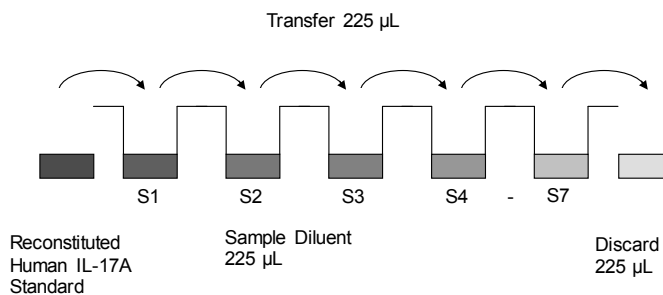 Transfer 225 µL
S1 S2 S3 S4 - S7
Reconstituted
Human IL-17A
Standard
Sample Diluent
225 µL
Discard
225 µL